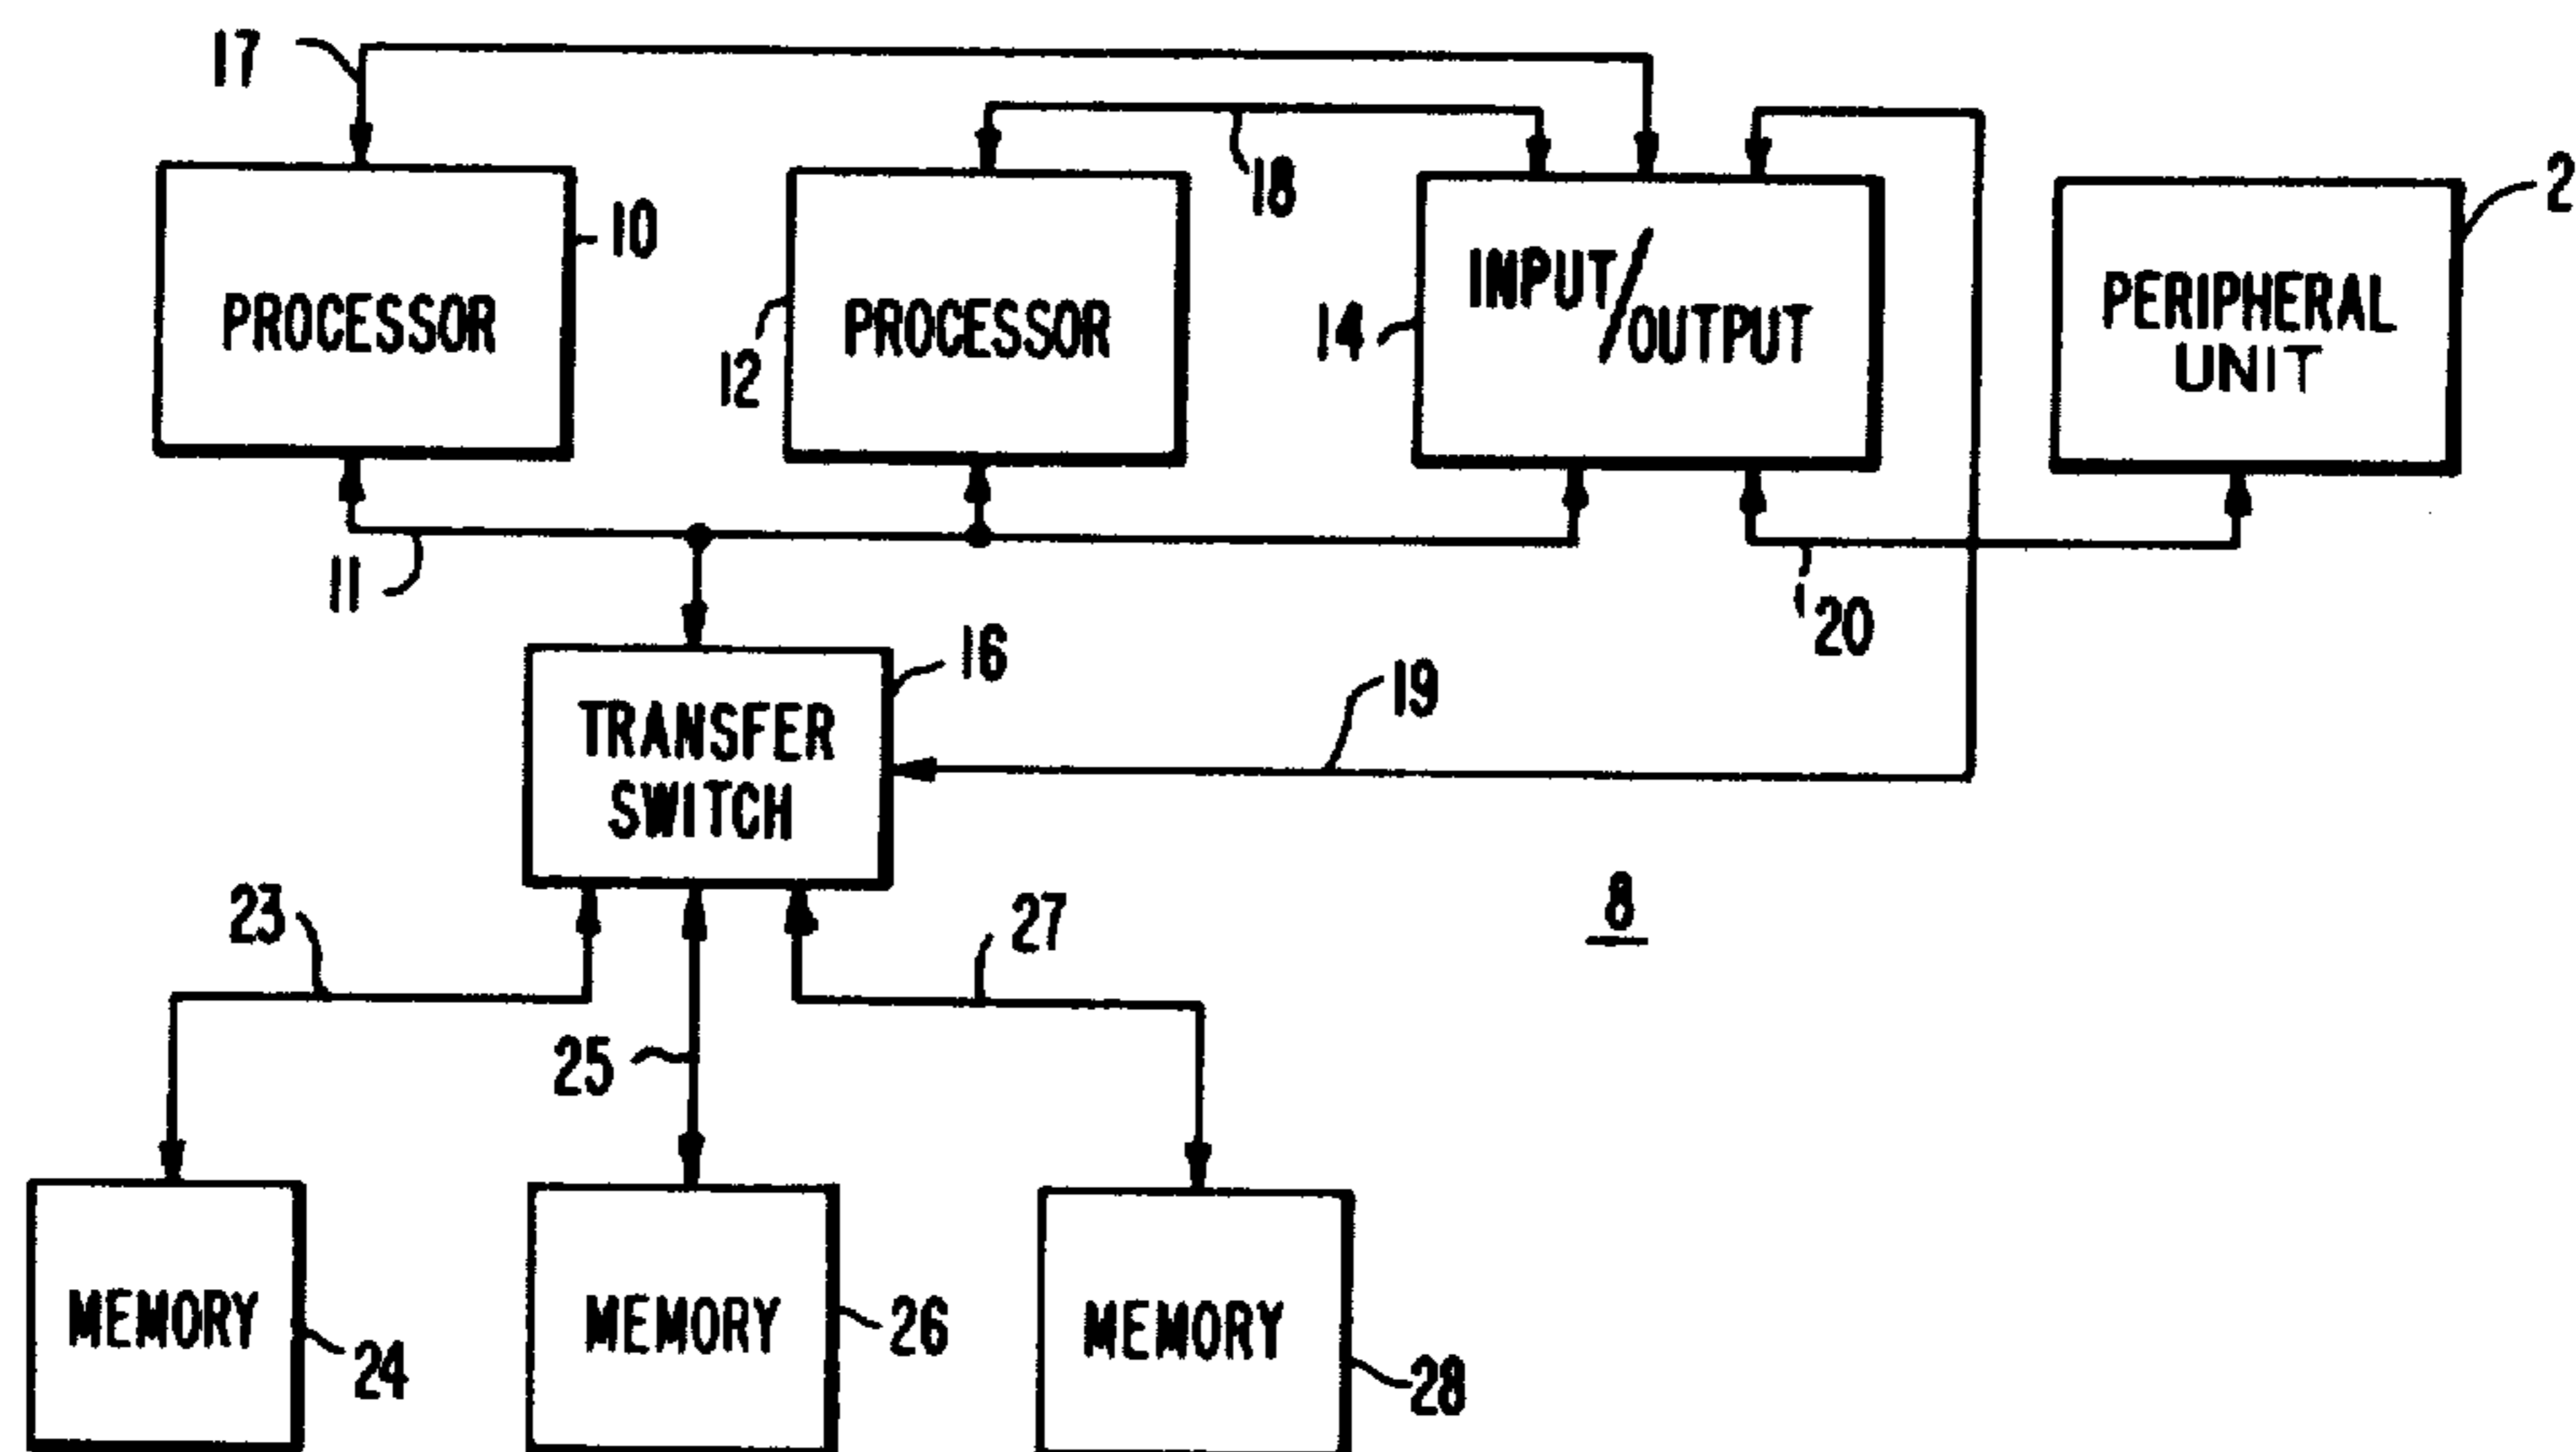 17
10
PROCESSOR
12
PROCESSOR
18
14
INPUT/OUTPUT
PERIPHERAL
UNIT
2
11
20
16
TRANSFER
SWITCH
19
23
25
27
8
MEMORY
24
MEMORY
26
MEMORY
28